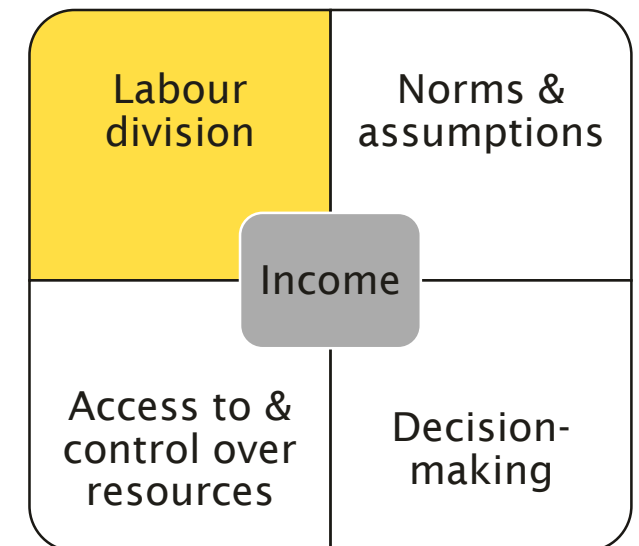 Labour
division
Norms &
assumptions
Income
Access to &
control over
resources
Decision-
making